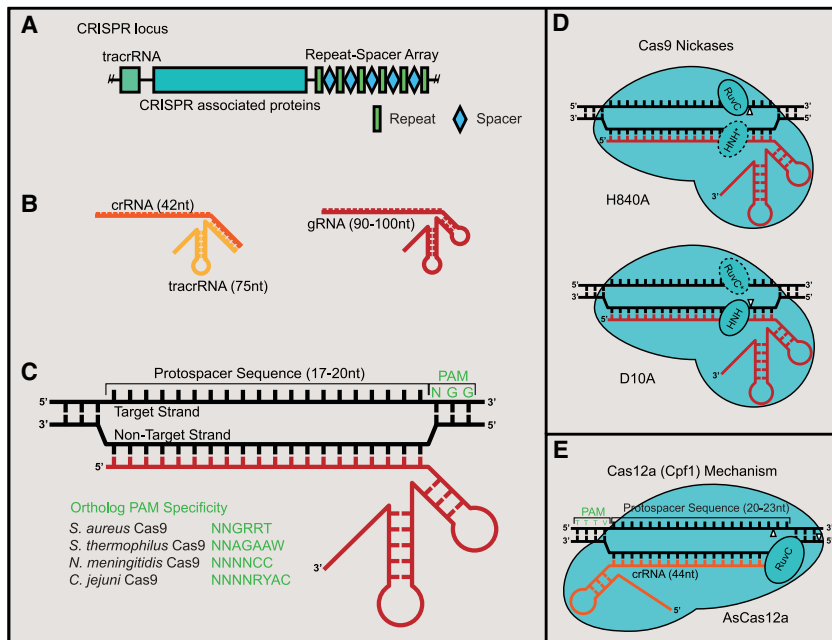 A
CRISPR locus
tracrRNA
Repeat-Spacer Array
CRISPR associated proteins
Repeat
Spacer
B
crRNA (42nt)
tracrRNA (75nt)
gRNA (90-100nt)
C
Protospacer Sequence (17-20nt)
PAM
N G G
5'
3'
Target Strand
3'
5'
Non-Target Strand
5'
3'
Ortholog PAM Specificity
S. aureus Cas9 NNGRRT
S. thermophilus Cas9 NNAGAAW
N. meningitidis Cas9 NNNNCC
C. jejuni Cas9 NNNNRYAC
D
Cas9 Nickases
RuvC
5'
3'
3'
5'
HNH*
5'
3'
H840A
RuvC*
5'
3'
3'
5'
HNH
5'
3'
D10A
E
Cas12a (Cpf1) Mechanism
PAM
Protospacer Sequence (20-23nt)
T T T V
5'
3'
3'
5'
RuvC
crRNA (44nt)
5'
AsCas12a